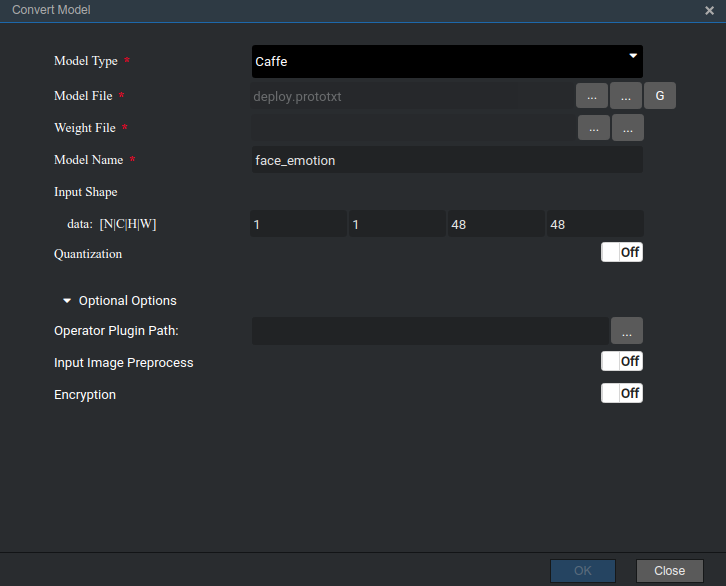 Convert Model ×
Model Type * Caffe
Model File * deploy.prototxt ... ... G
Weight File * ... ...
Model Name * face_emotion
Input Shape
data: [N|C|H|W] 1 1 48 48
Quantization Off
Optional Options
Operator Plugin Path: ...
Input Image Preprocess Off
Encryption Off
OK Close